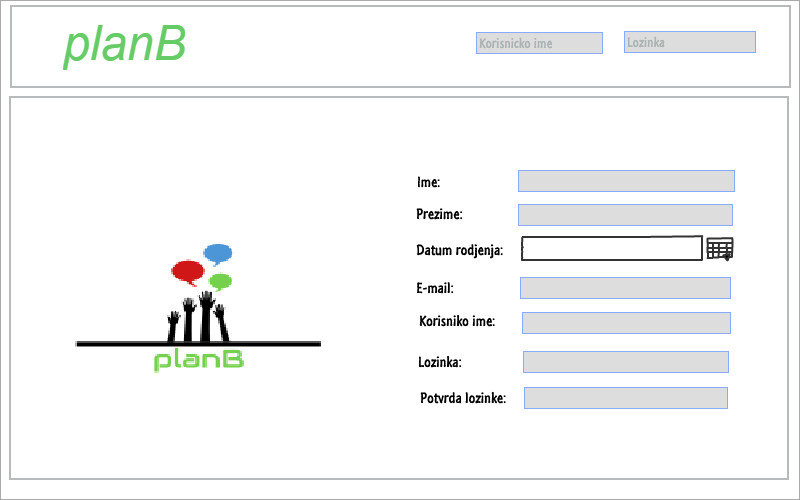 planB
Korisnicko ime
Lozinka
Ime:
Prezime:
Datum rodjenja:
E-mail:
Korisniko ime:
Lozinka:
Potvrda lozinke:
planB